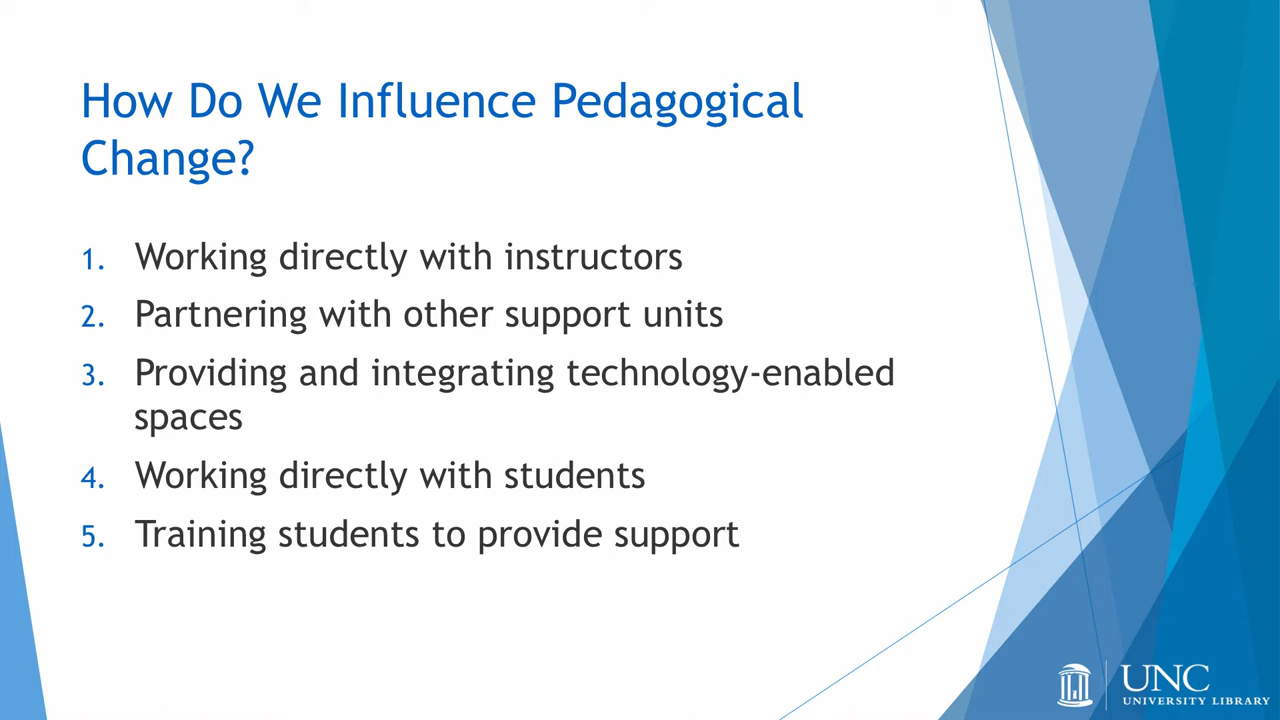 How Do We Influence Pedagogical
Change?
1. Working directly with instructors
2. Partnering with other support units
3. Providing and integrating technology-enabled
spaces
4. Working directly with students
5. Training students to provide support
UNC
UNIVERSITY LIBRARY